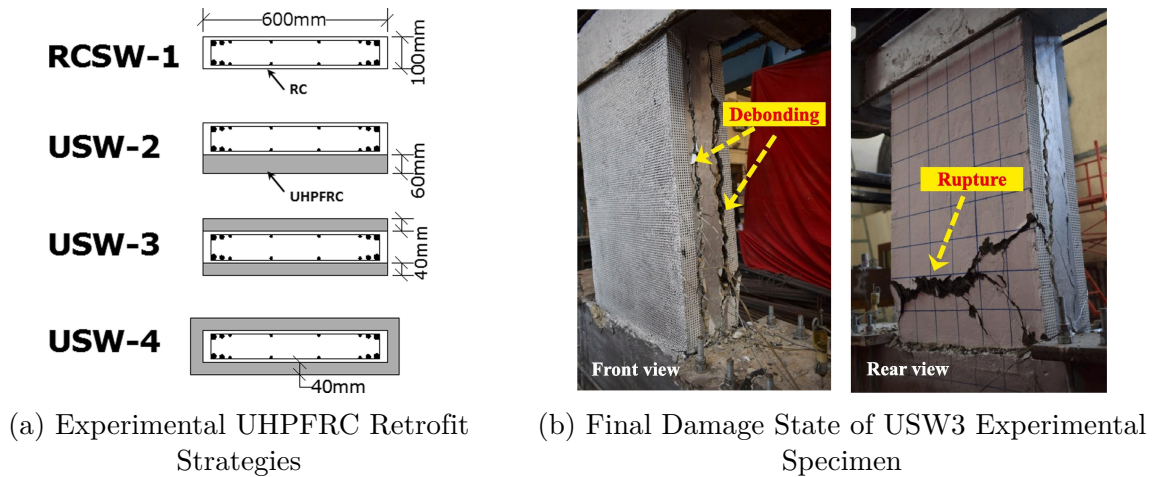 RCSW-1
600mm
100mm
RC
USW-2
60mm
UHPFRC
USW-3
40mm
USW-4
40mm
(a) Experimental UHPFRC Retrofit
Strategies
Debonding
Front view
Rupture
Rear view
(b) Final Damage State of USW3 Experimental
Specimen